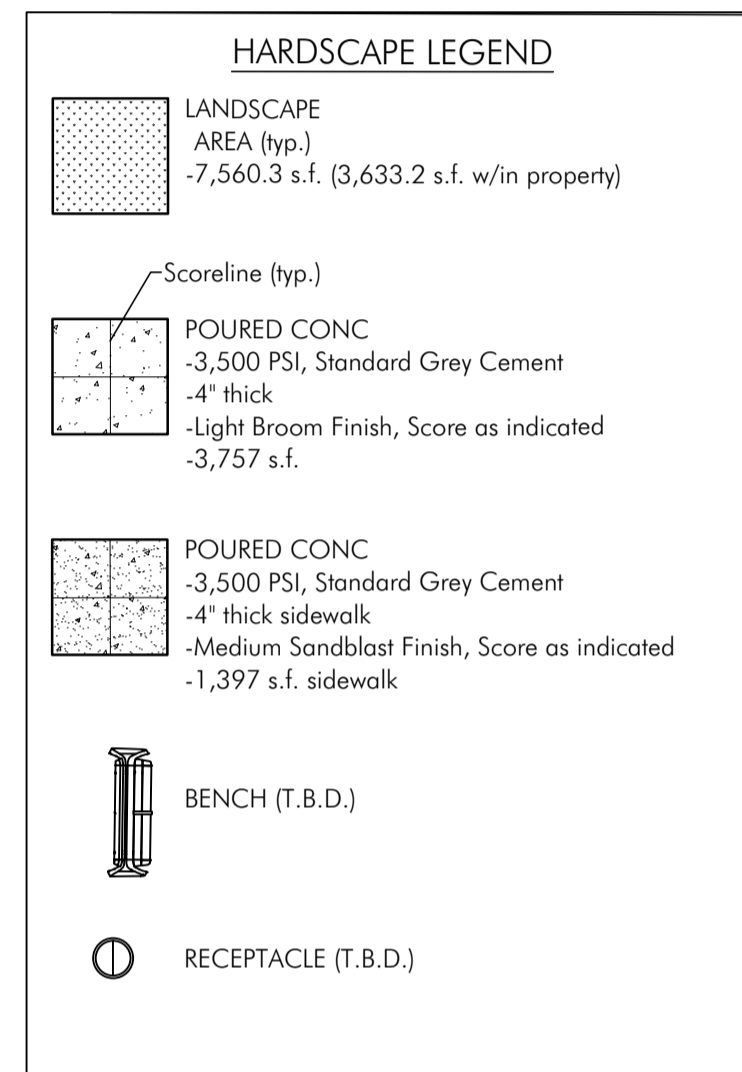 HARDSCAPE LEGEND
LANDSCAPE
AREA (typ.)
-7,560.3 s.f. (3,633.2 s.f. w/in property)
Scoreline (typ.)
POURED CONC
-3,500 PSI, Standard Grey Cement
-4" thick
-Light Broom Finish, Score as indicated
-3,757 s.f.
POURED CONC
-3,500 PSI, Standard Grey Cement
-4" thick sidewalk
-Medium Sandblast Finish, Score as indicated
-1,397 s.f. sidewalk
BENCH (T.B.D.)
RECEPTACLE (T.B.D.)